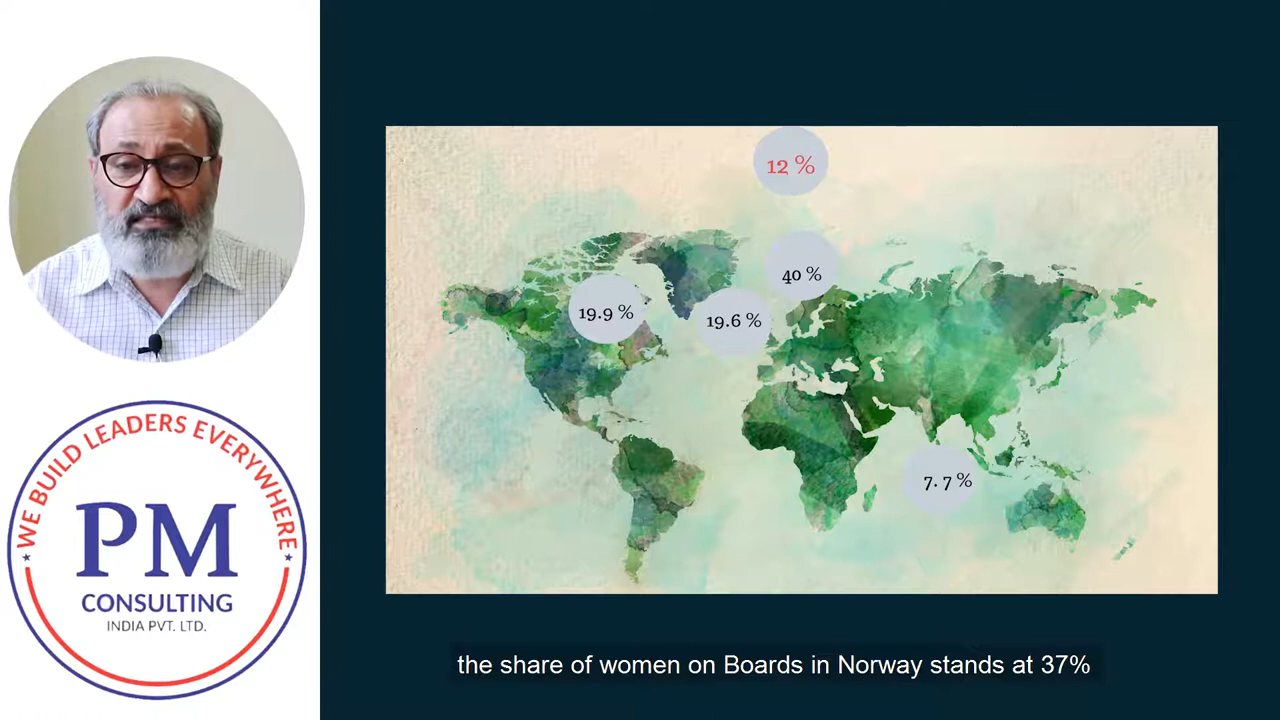 WE BUILD LEADERS EVERYWHERE
PM
CONSULTING
INDIA PVT. LTD.
12 %
40 %
19.9 %
19.6 %
7.7 %
the share of women on Boards in Norway stands at 37%